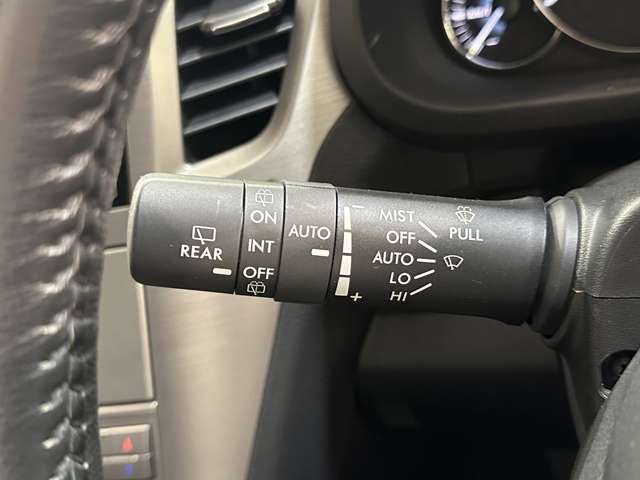 REAR
ON
INT
OFF
AUTO
− +
MIST
OFF
AUTO
LO
HI
PULL